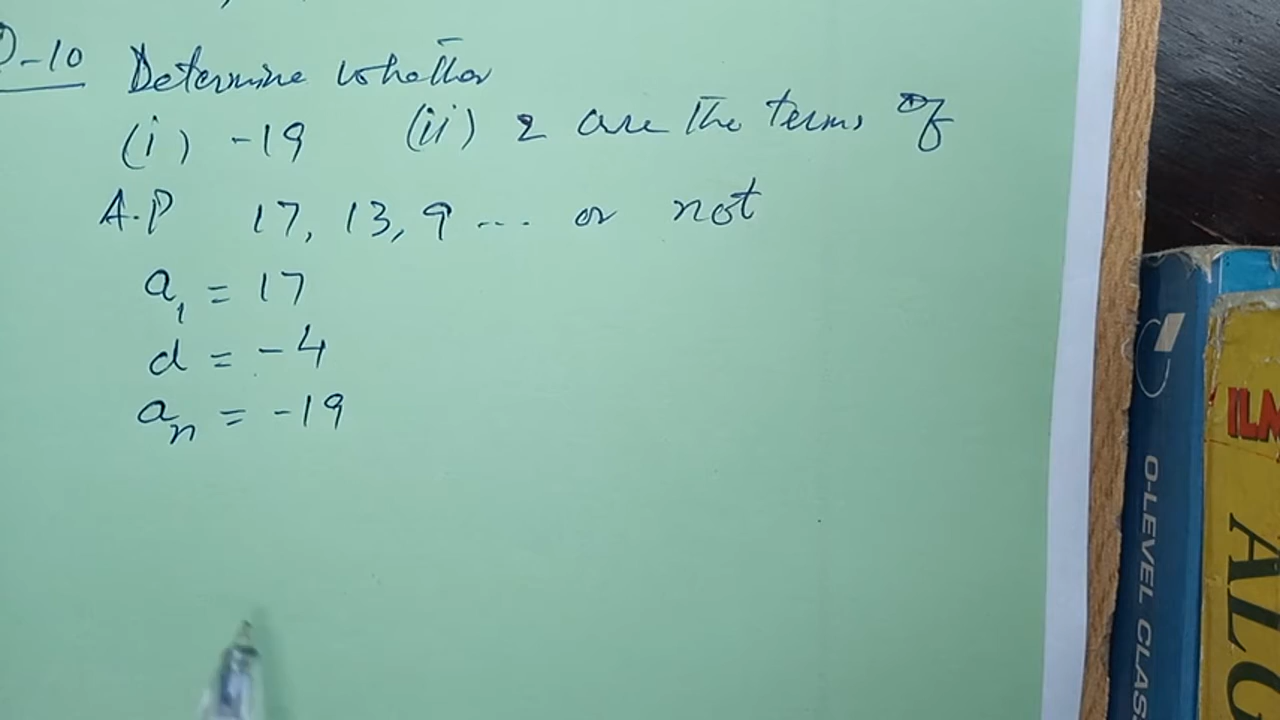 Q-10 Determine whether
(i) -19 (ii) 2 are the terms of
A.P 17, 13, 9 ... or not
a₁ = 17
d = -4
aₙ = -19
O-LEVEL CLAS
ILM
ALG